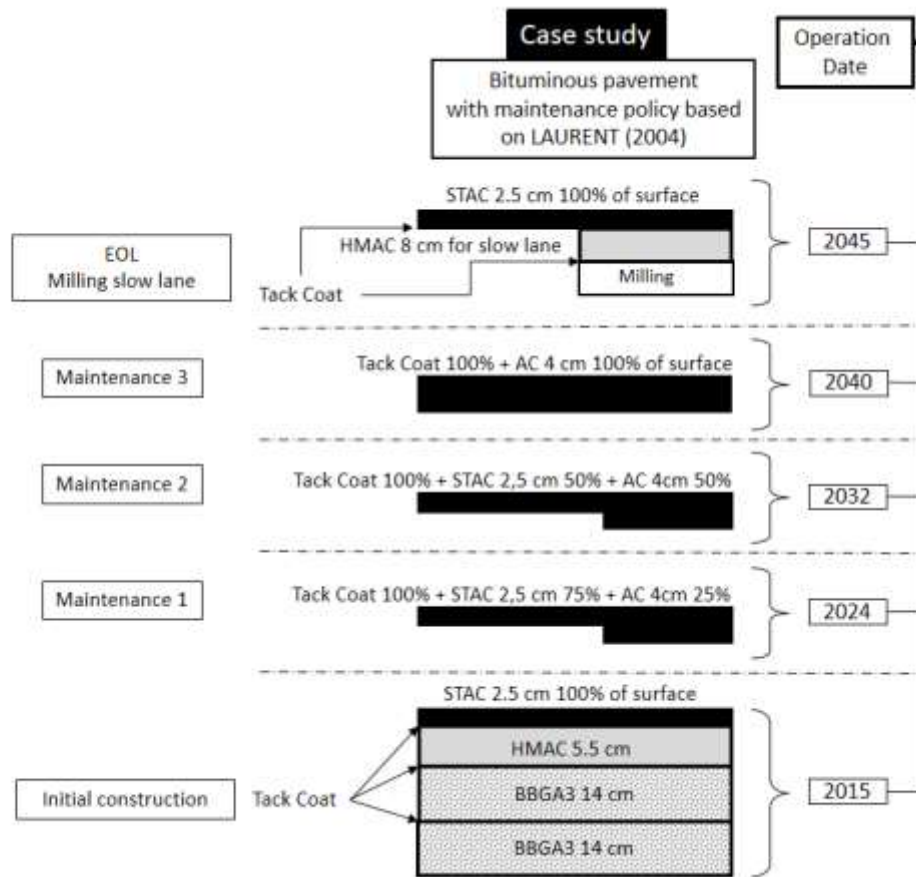 Case study
Operation
Date
Bituminous pavement
with maintenance policy based
on LAURENT (2004)
STAC 2.5 cm 100% of surface
EOL
Milling slow lane
HMAC 8 cm for slow lane
Milling
Tack Coat
2045
Maintenance 3
Tack Coat 100% + AC 4 cm 100% of surface
2040
Maintenance 2
Tack Coat 100% + STAC 2,5 cm 50% + AC 4cm 50%
2032
Maintenance 1
Tack Coat 100% + STAC 2,5 cm 75% + AC 4cm 25%
2024
STAC 2.5 cm 100% of surface
HMAC 5.5 cm
Initial construction
Tack Coat
BBGA3 14 cm
2015
BBGA3 14 cm